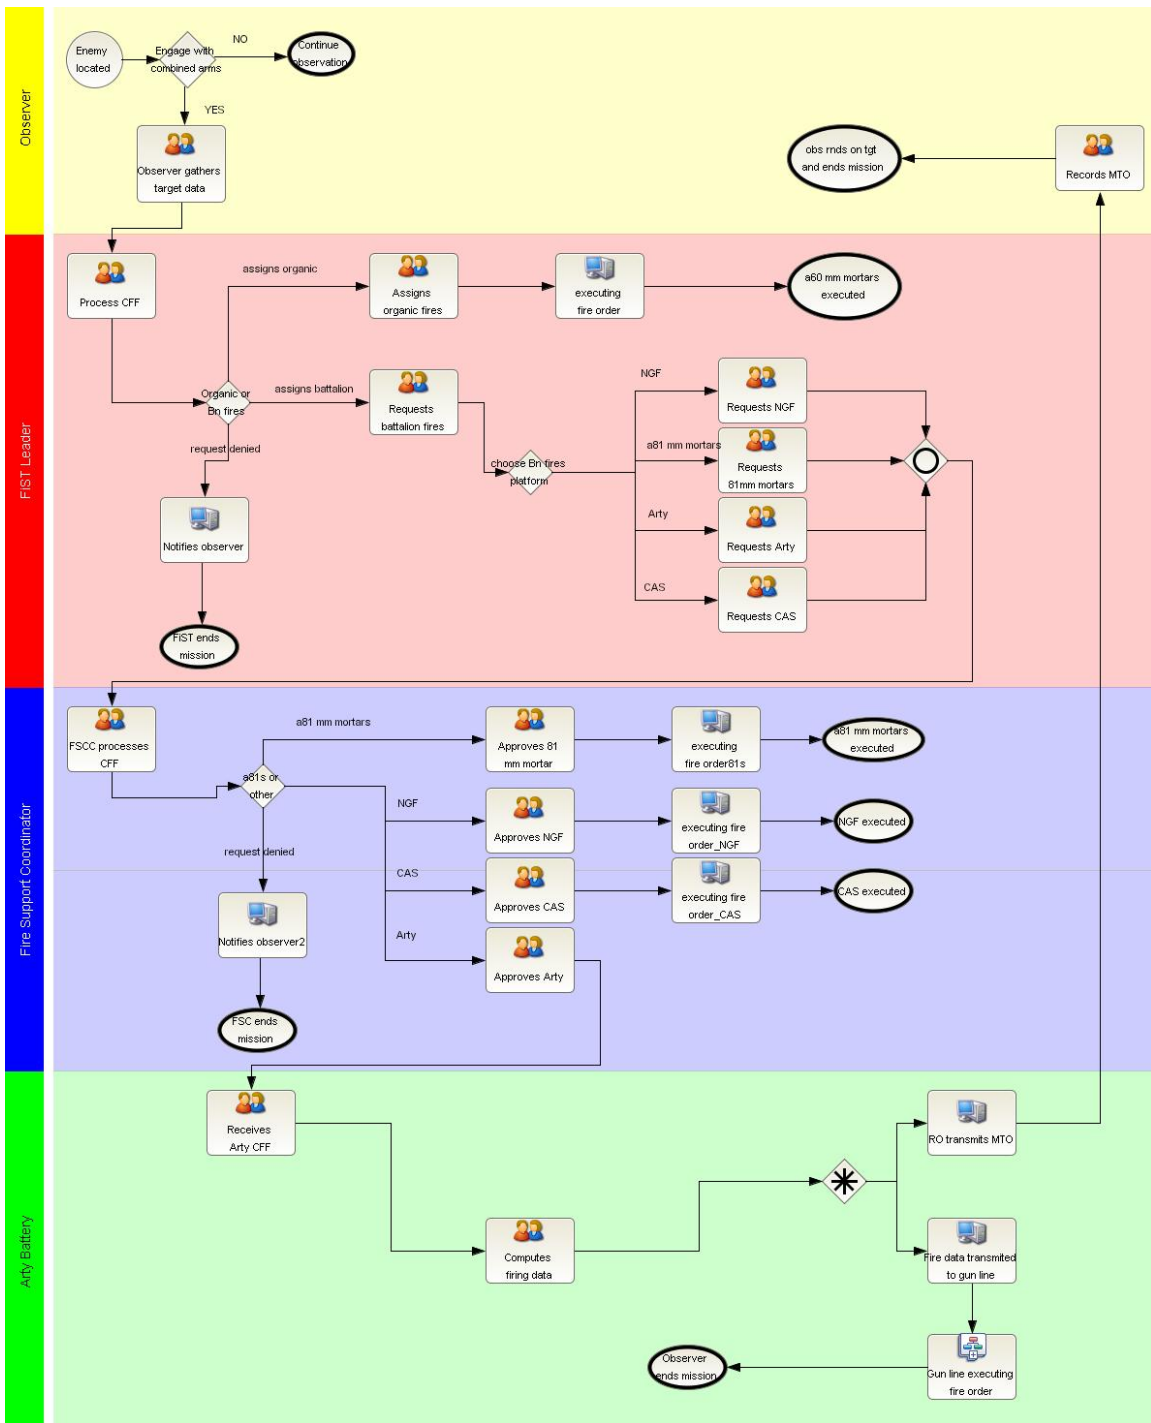 Observer
Enemy
located
Engage with
combined arms
NO
Continue
observation
YES
Observer gathers
target data
obs rnds on tgt
and ends mission
Records MTO
FiST Leader
Process CFF
assigns organic
Assigns
organic fires
executing
fire order
a60 mm mortars
executed
Organic or
Bn fires
assigns battalion
Requests
battalion fires
request denied
Notifies observer
FiST ends
mission
choose Bn fires
platform
NGF
Requests NGF
a81 mm mortars
Requests
81mm mortars
Arty
Requests Arty
CAS
Requests CAS
Fire Support Coordinator
FSCC processes
CFF
a81s or
other
a81 mm mortars
Approves 81
mm mortar
executing
fire order81s
a81 mm mortars
executed
NGF
Approves NGF
executing fire
order_NGF
NGF executed
request denied
CAS
Approves CAS
executing fire
order_CAS
CAS executed
Notifies observer2
Arty
Approves Arty
FSC ends
mission
Arty Battery
Receives
Arty CFF
RO transmits MTO
Computes
firing data
Fire data transmited
to gun line
Observer
ends mission
Gun line executing
fire order